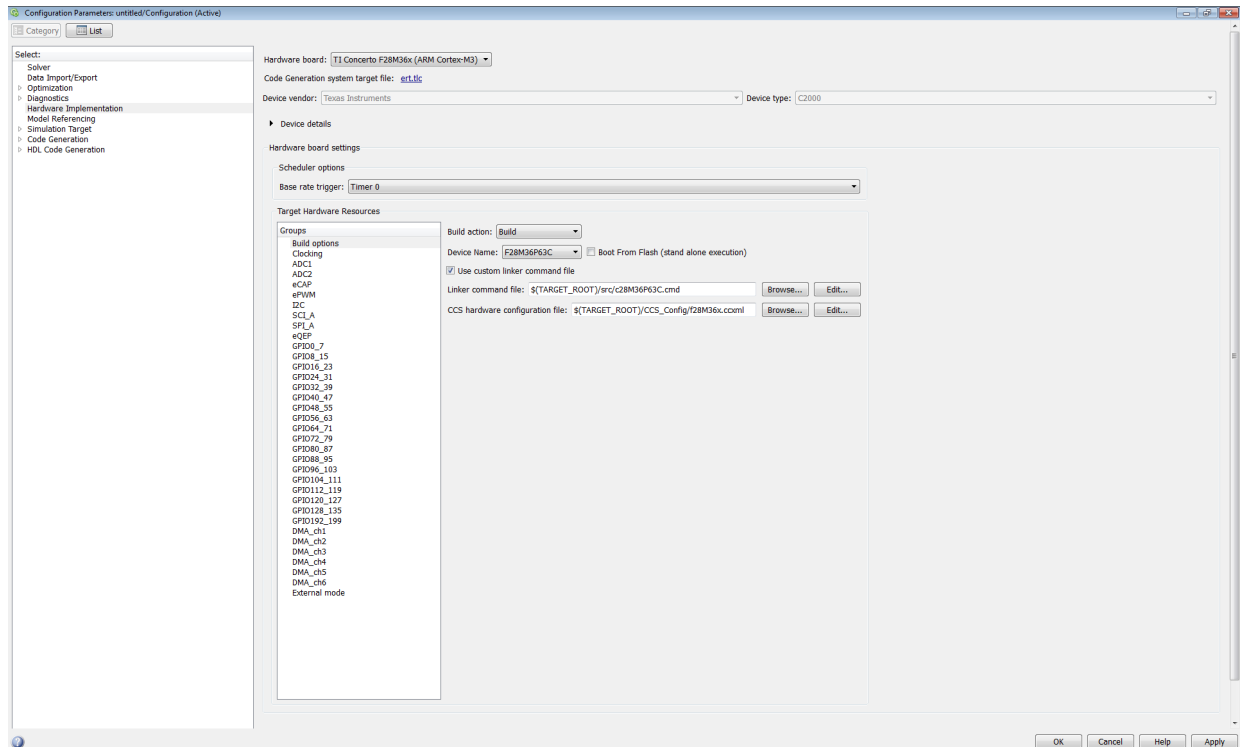 Configuration Parameters: untitled/Configuration (Active)
Category List
Select:
Solver
Data Import/Export
Optimization
Diagnostics
Hardware Implementation
Model Referencing
Simulation Target
Code Generation
HDL Code Generation
Hardware board: TI Concerto F28M36x (ARM Cortex-M3)
Code Generation system target file: ert.tlc
Device vendor: Texas Instruments Device type: C2000
Device details
Hardware board settings
Scheduler options
Base rate trigger: Timer 0
Target Hardware Resources
Groups
Build options
Clocking
ADC1
ADC2
eCAP
ePWM
I2C
SCI_A
SPI_A
eQEP
GPIO0_7
GPIO8_15
GPIO16_23
GPIO24_31
GPIO32_39
GPIO40_47
GPIO48_55
GPIO56_63
GPIO64_71
GPIO72_79
GPIO80_87
GPIO88_95
GPIO96_103
GPIO104_111
GPIO112_119
GPIO120_127
GPIO128_135
GPIO192_199
DMA_ch1
DMA_ch2
DMA_ch3
DMA_ch4
DMA_ch5
DMA_ch6
External mode
Build action: Build
Device Name: F28M36P63C Boot From Flash (stand alone execution)
Use custom linker command file
Linker command file: $(TARGET_ROOT)/src/c28M36P63C.cmd Browse... Edit...
CCS hardware configuration file: $(TARGET_ROOT)/CCS_Config/f28M36x.ccxml Browse... Edit...
OK Cancel Help Apply